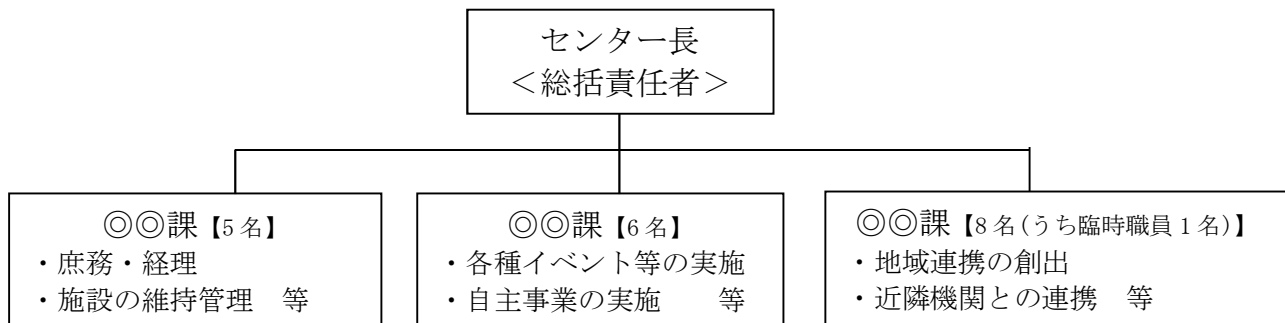 センター長
＜総括責任者＞
◎◎課【5名】
・庶務・経理
・施設の維持管理　等
◎◎課【6名】
・各種イベント等の実施
・自主事業の実施　　等
◎◎課【8名(うち臨時職員1名)】
・地域連携の創出
・近隣機関との連携　等